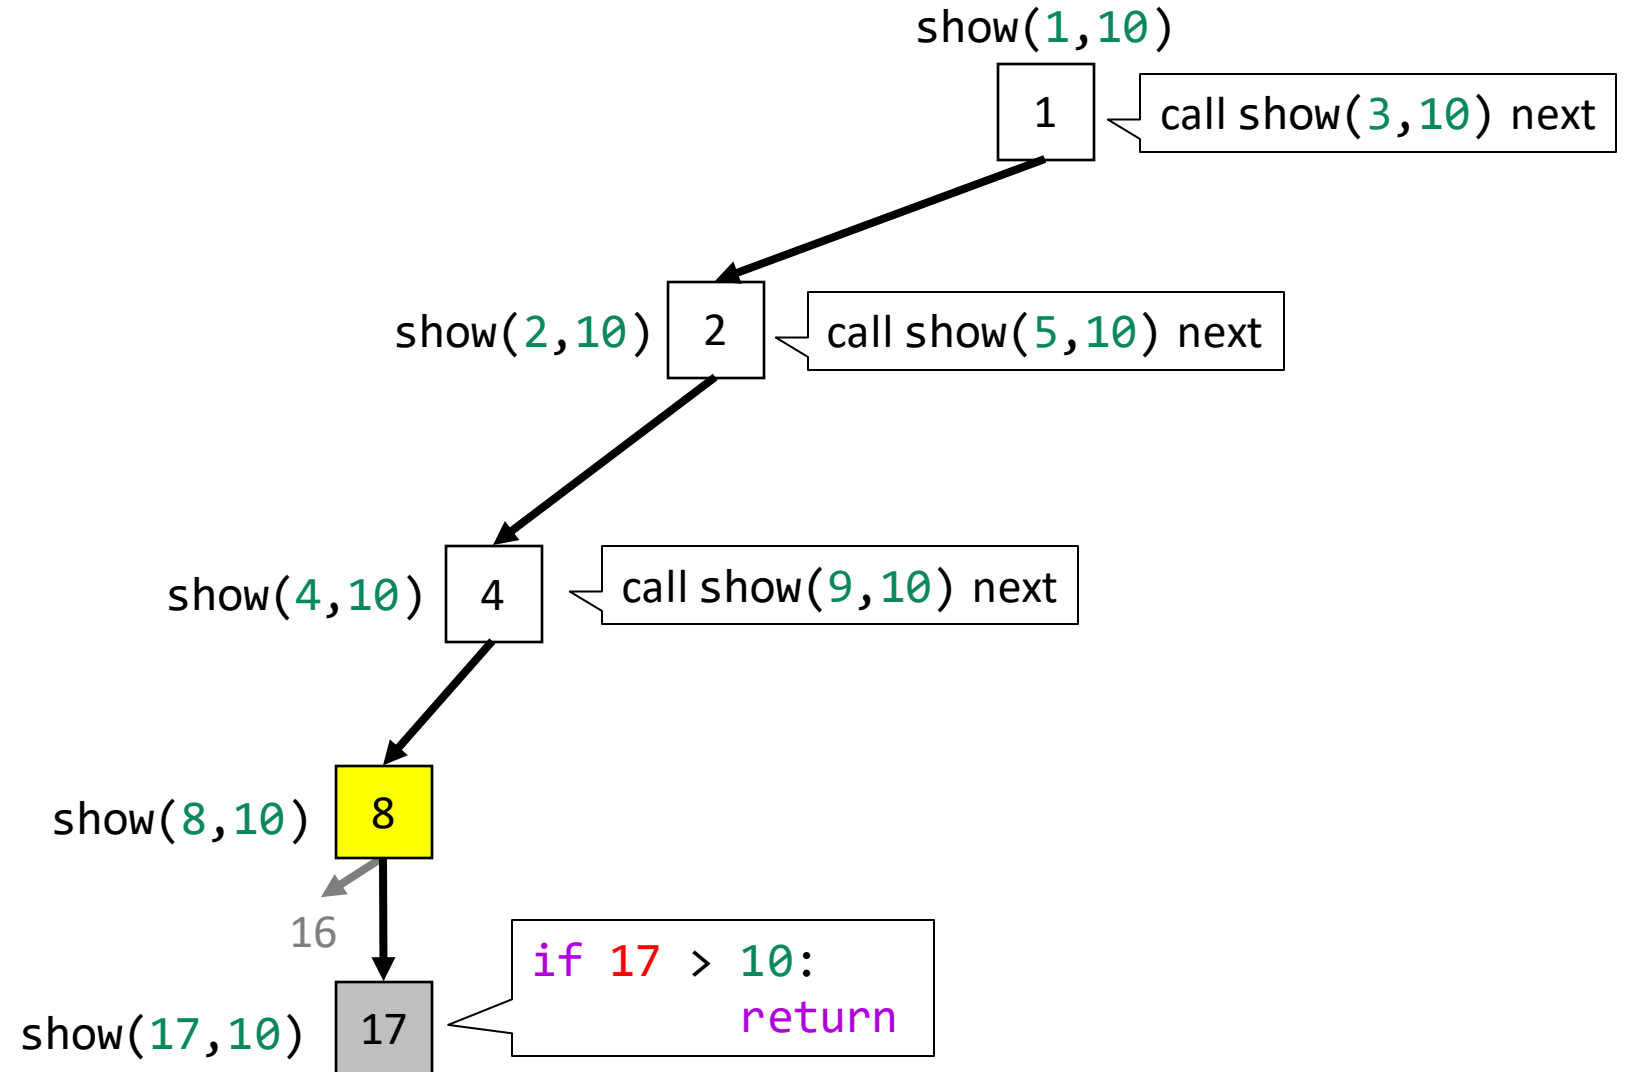 show(1,10)
1
call show(3,10) next
show(2,10)
2
call show(5,10) next
show(4,10)
4
call show(9,10) next
show(8,10)
8
16
if 17 > 10:
return
show(17,10)
17